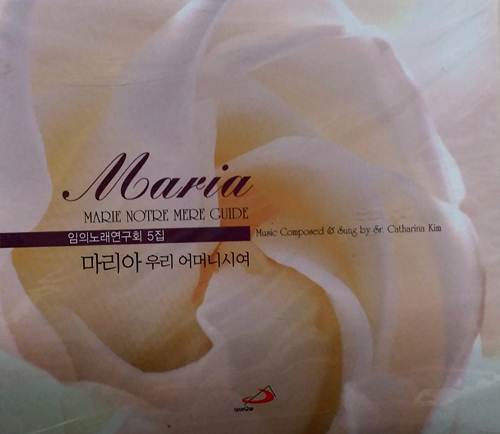 Maria
MARIE NOTRE MERE GUIDE
임의노래연구회 5집
Music Composed & Sung by Sr. Catharina Kim
마리아 우리 어머니시여